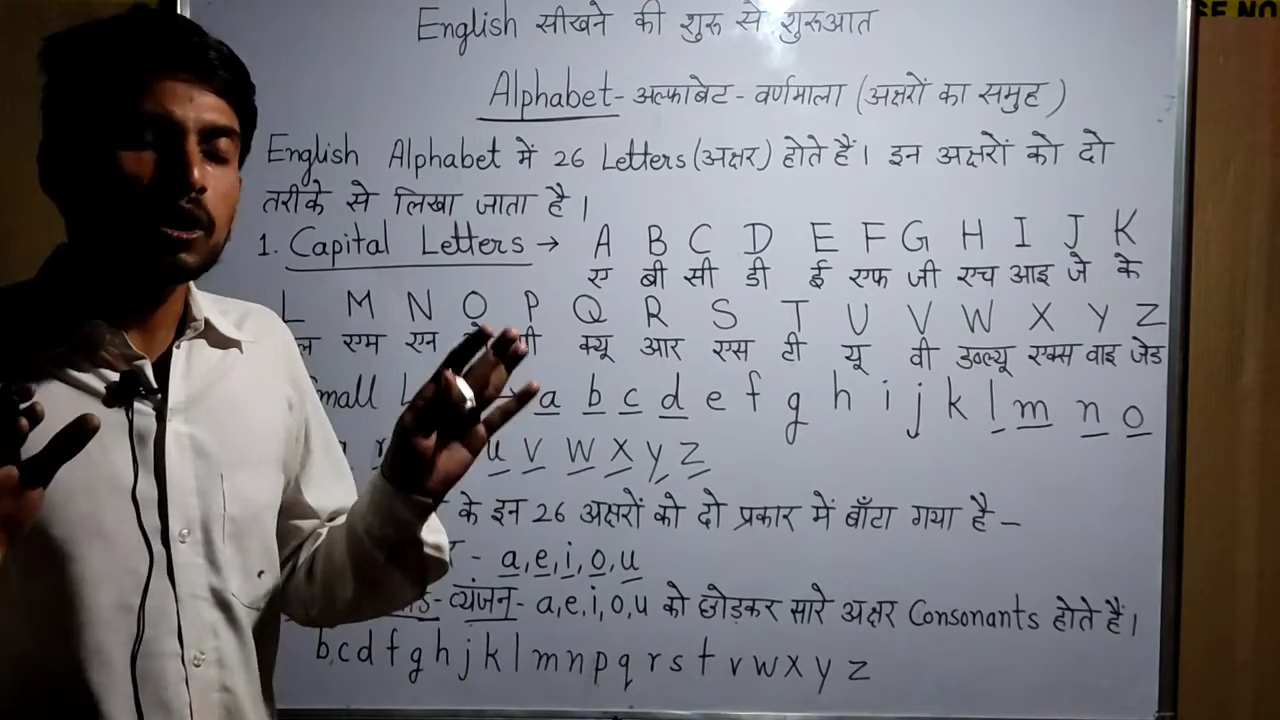 English सीखने की शुरू से शुरूआत
Alphabet - अल्फाबेट - वर्णमाला (अक्षरों का समुह)
English Alphabet में 26 Letters (अक्षर) होते हैं। इन अक्षरों को दो
तरीके से लिखा जाता है।
1. Capital Letters → A B C D E F G H I J K
ए बी सी डी ई एफ जी एच आइ जे के
L M N O P Q R S T U V W X Y Z
एम एन क्यू आर एस टी यू वी डब्ल्यू एक्स वाइ जेड
a b c d e f g h i j k l m n o
u v w x y z
के इन 26 अक्षरों को दो प्रकार में बाँटा गया है -
- a, e, i, o, u
- व्यंजन - a, e, i, o, u को छोड़कर सारे अक्षर Consonants होते हैं।
b c d f g h j k l m n p q r s t v w x y z